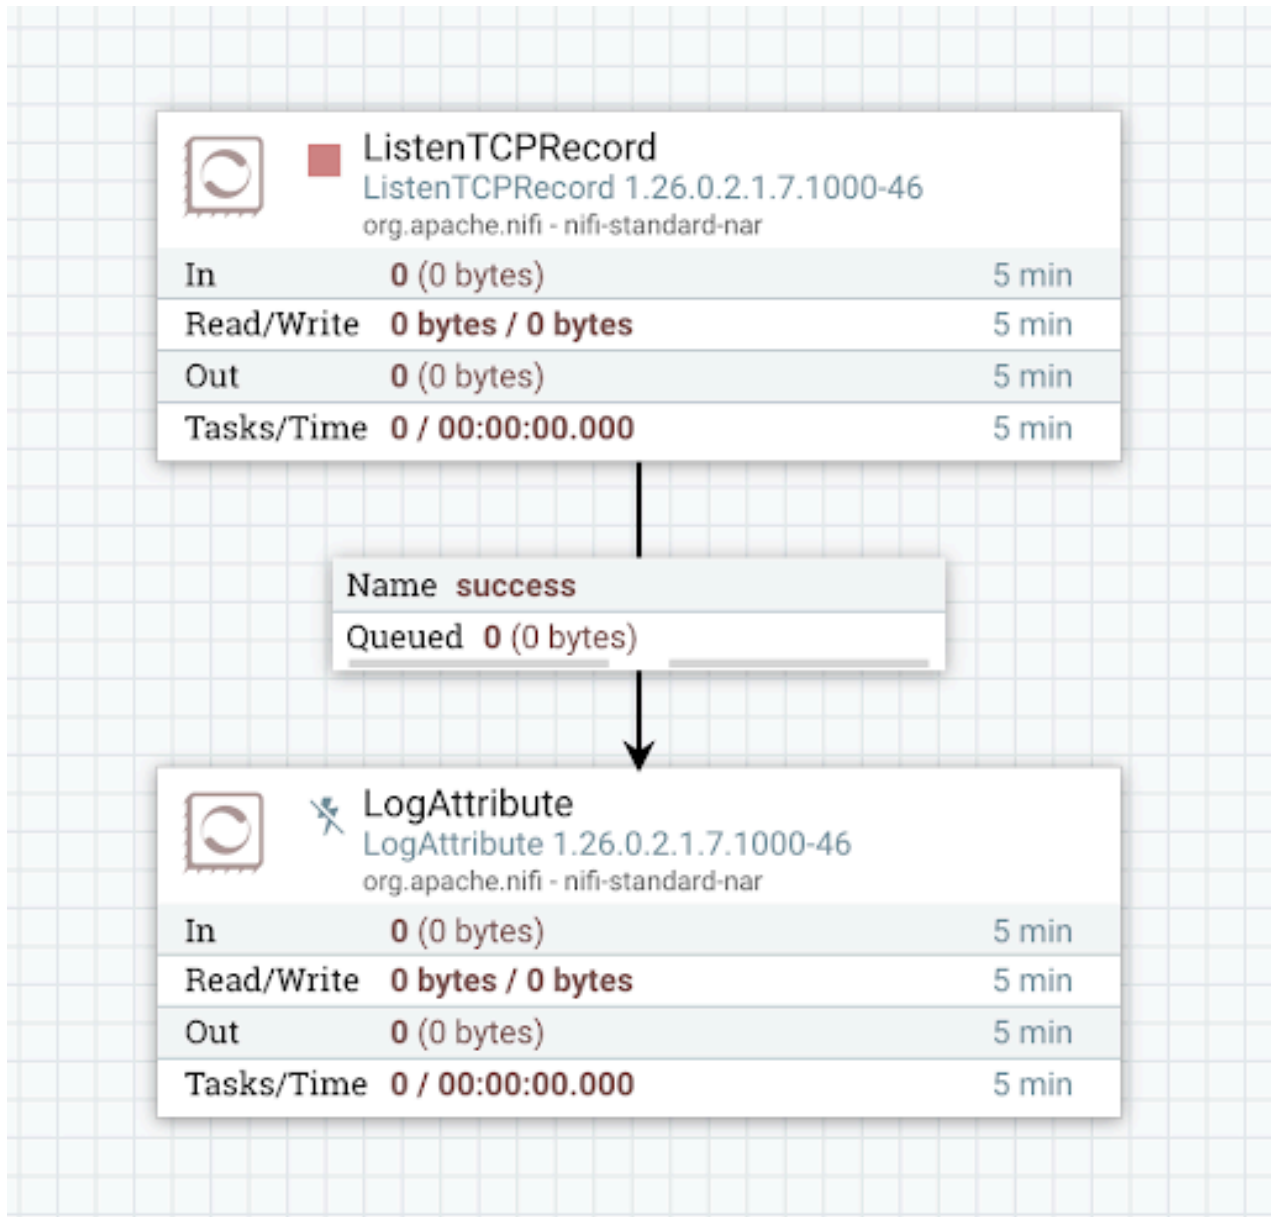 ListenTCPRecord
ListenTCPRecord 1.26.0.2.1.7.1000-46
org.apache.nifi - nifi-standard-nar
In 0 (0 bytes) 5 min
Read/Write 0 bytes / 0 bytes 5 min
Out 0 (0 bytes) 5 min
Tasks/Time 0 / 00:00:00.000 5 min
Name success
Queued 0 (0 bytes)
LogAttribute
LogAttribute 1.26.0.2.1.7.1000-46
org.apache.nifi - nifi-standard-nar
In 0 (0 bytes) 5 min
Read/Write 0 bytes / 0 bytes 5 min
Out 0 (0 bytes) 5 min
Tasks/Time 0 / 00:00:00.000 5 min